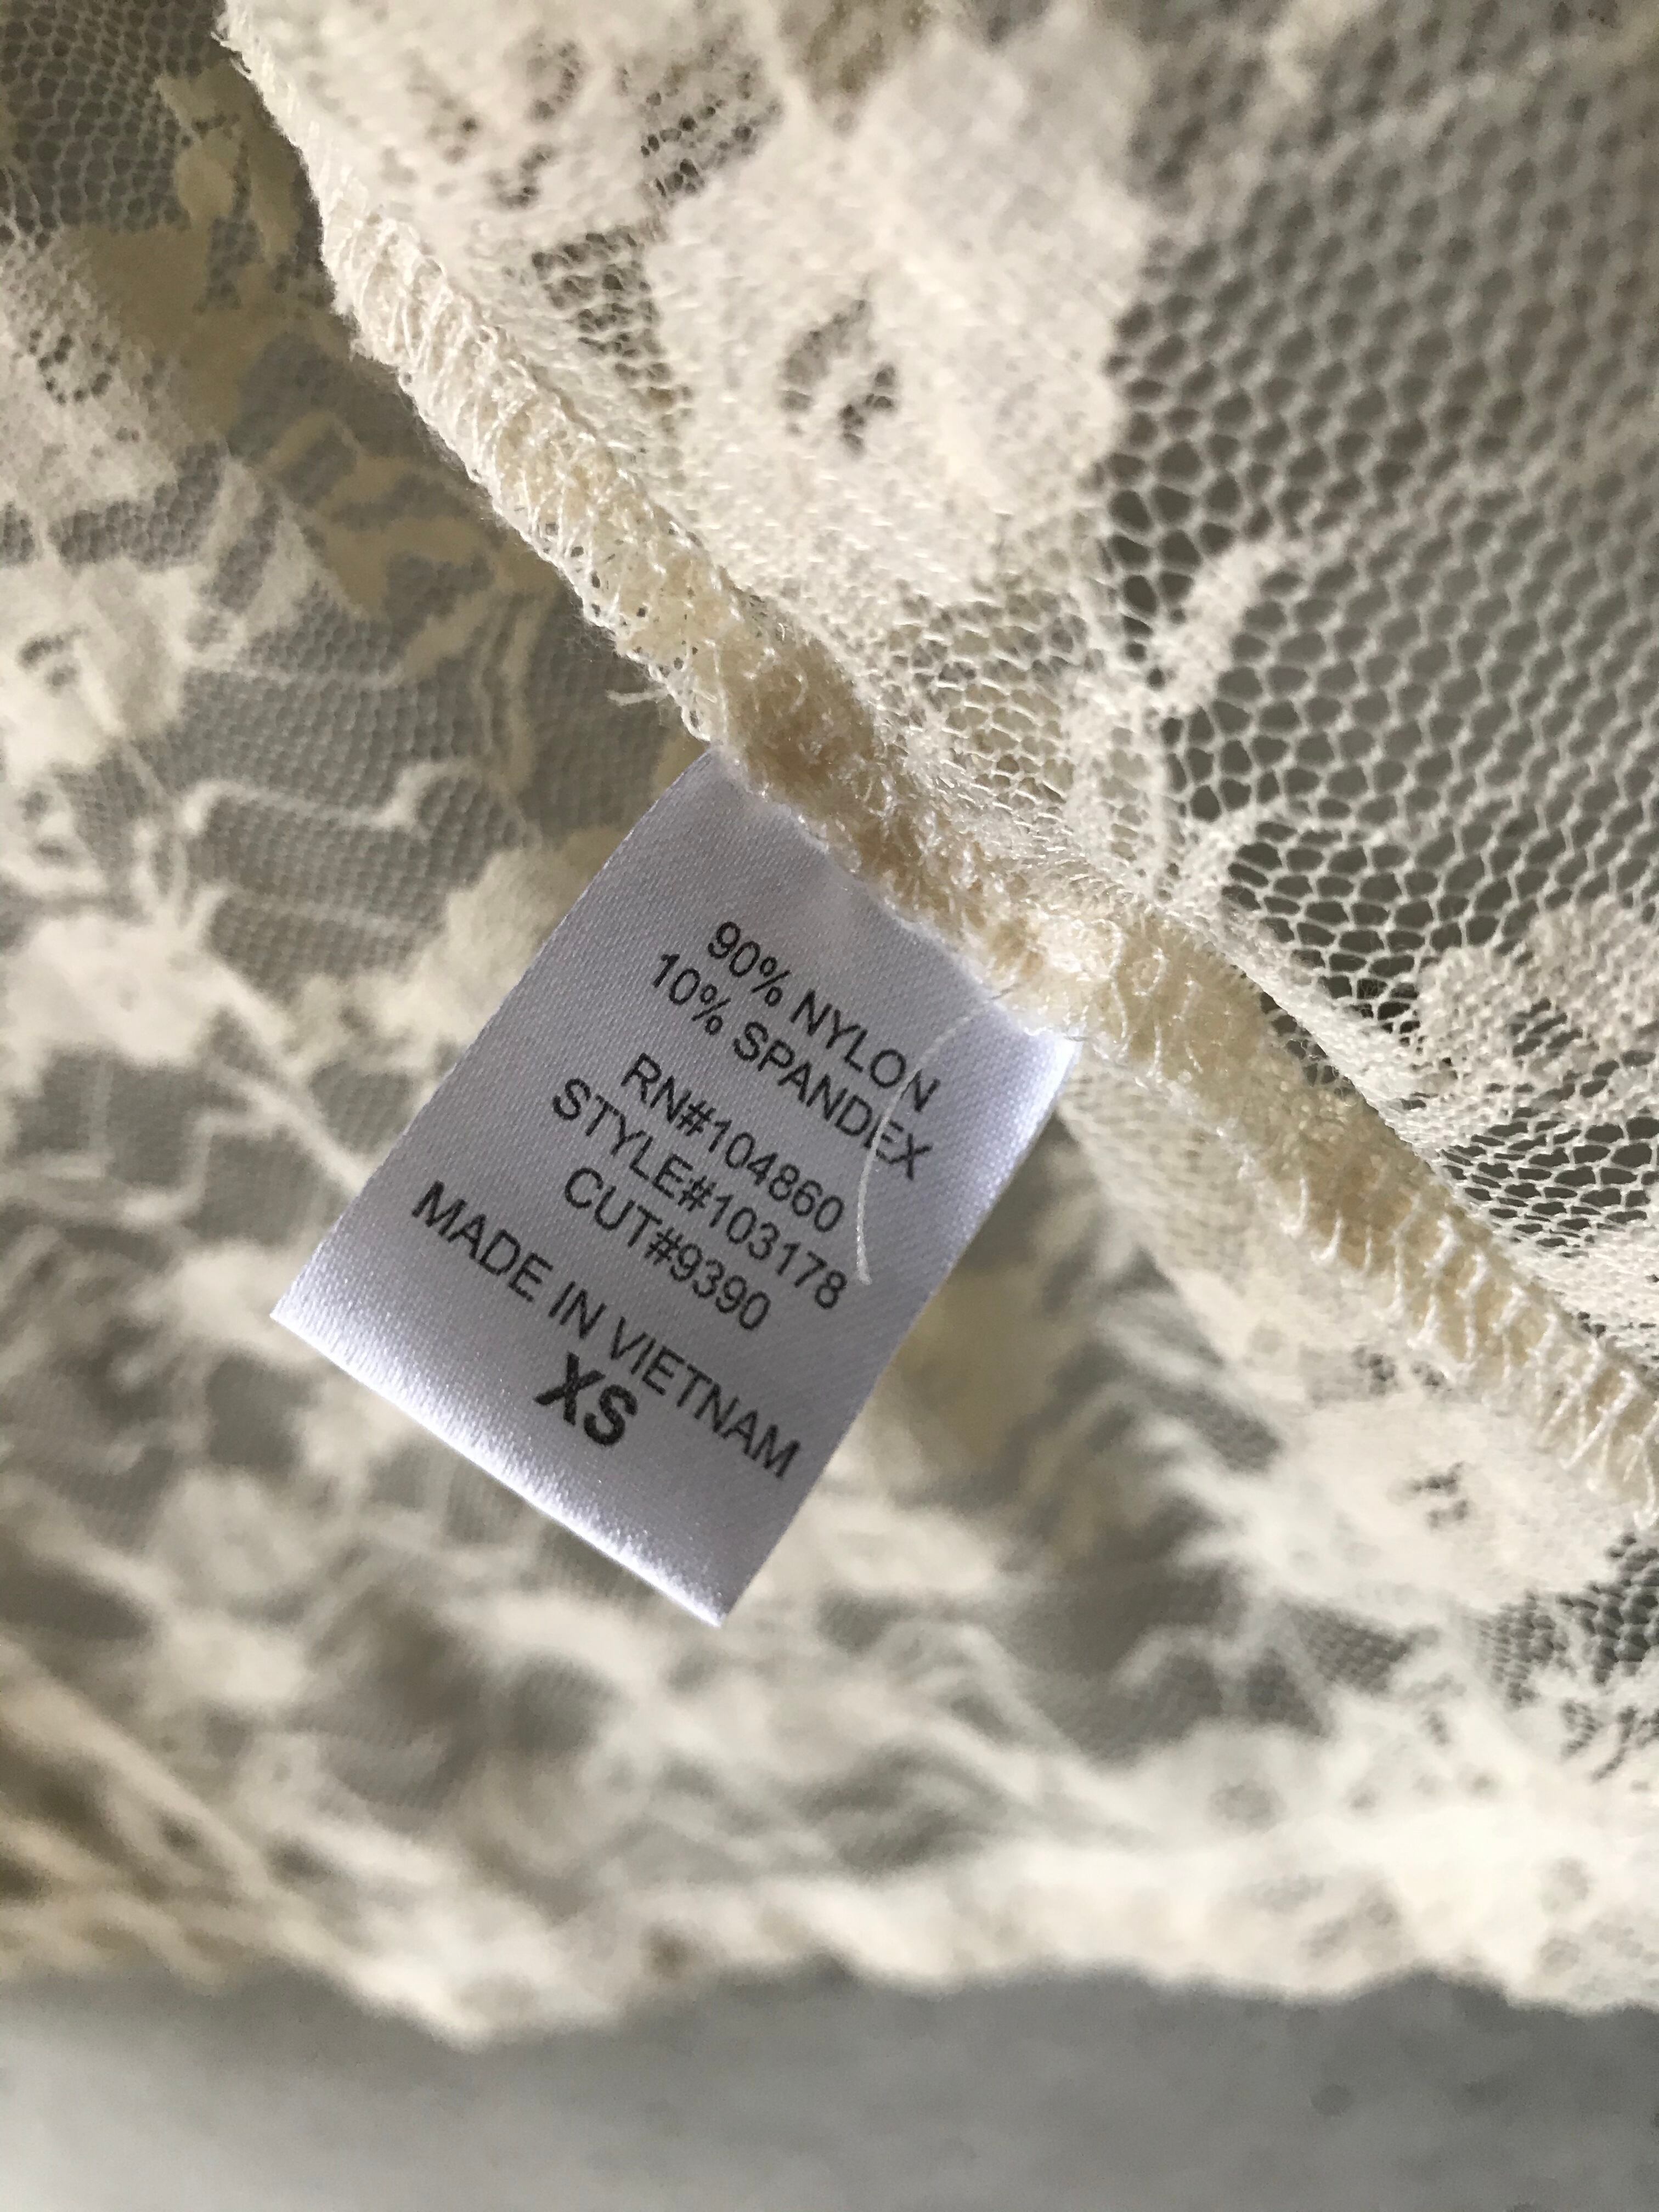 90% NYLON
10% SPANDEX
RN#104860
STYLE#103178
CUT#9390
MADE IN VIETNAM
XS